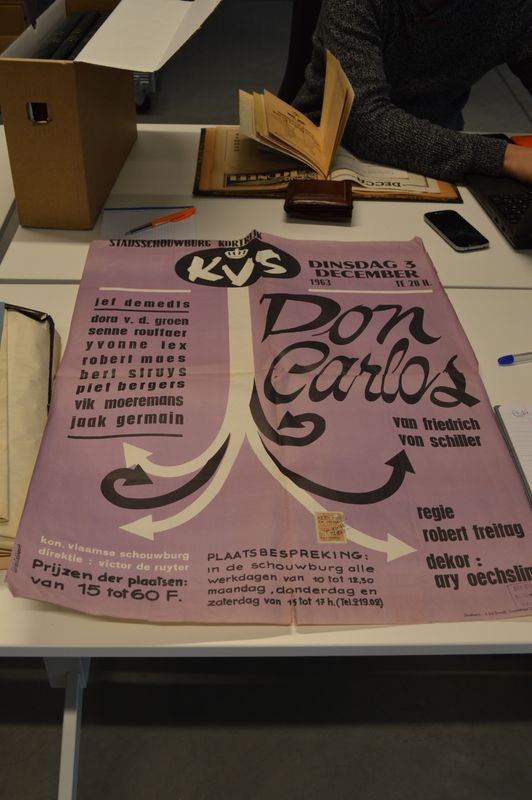 STADSSCHOUWBURG KORTRIJK
KVS
DINSDAG 3
DECEMBER
1963 TE 20 H.
jef demedts
dora v. d. groen
senne rouffaer
yvonne lex
robert maes
bert struys
piet bergers
vik moeremans
jaak germain
Don
Carlos
van friedrich
von schiller
regie
robert freitag
dekor :
ary oechslin
kon. vlaamse schouwburg
direktie : victor de ruyter
Prijzen der plaatsen:
van 15 tot 60 F.
PLAATSBESPREKING:
in de schouwburg alle
werkdagen van 10 tot 12,30
maandag, donderdag en
zaterdag van 15 tot 17 h. (Tel. 219.02)
DECCA